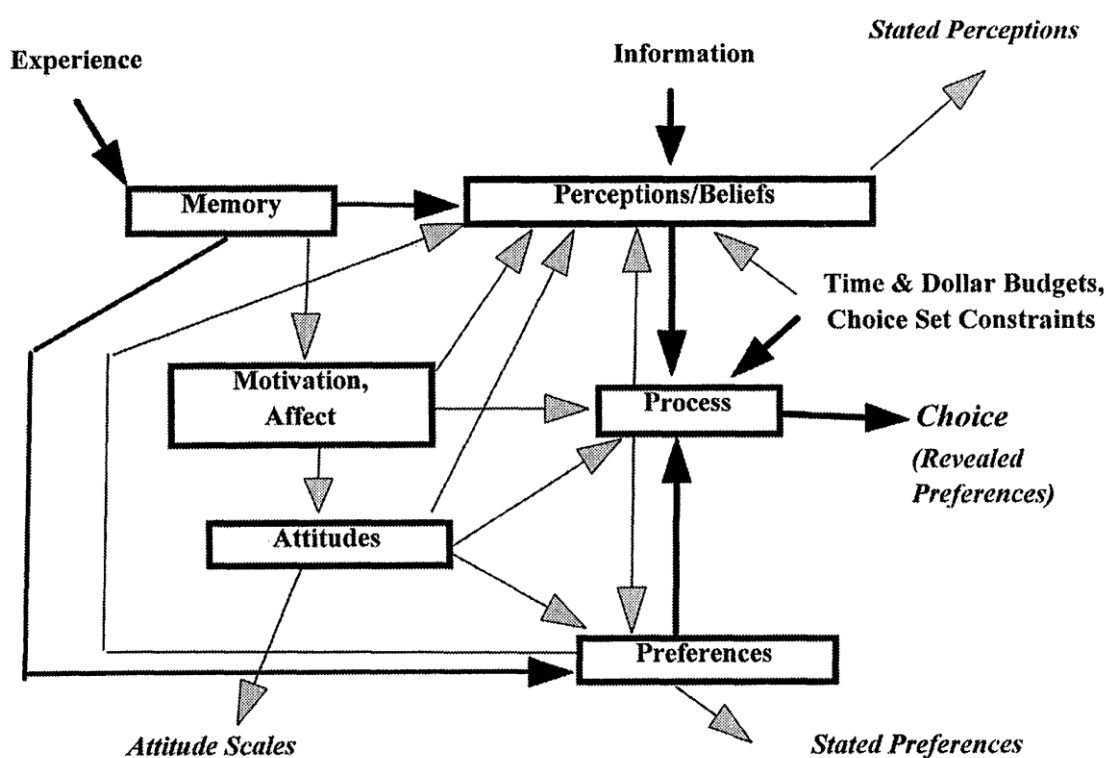 Stated Perceptions
Experience
Information
Memory
Perceptions/Beliefs
Time & Dollar Budgets,
Choice Set Constraints
Motivation,
Affect
Process
Choice
(Revealed
Preferences)
Attitudes
Preferences
Attitude Scales
Stated Preferences